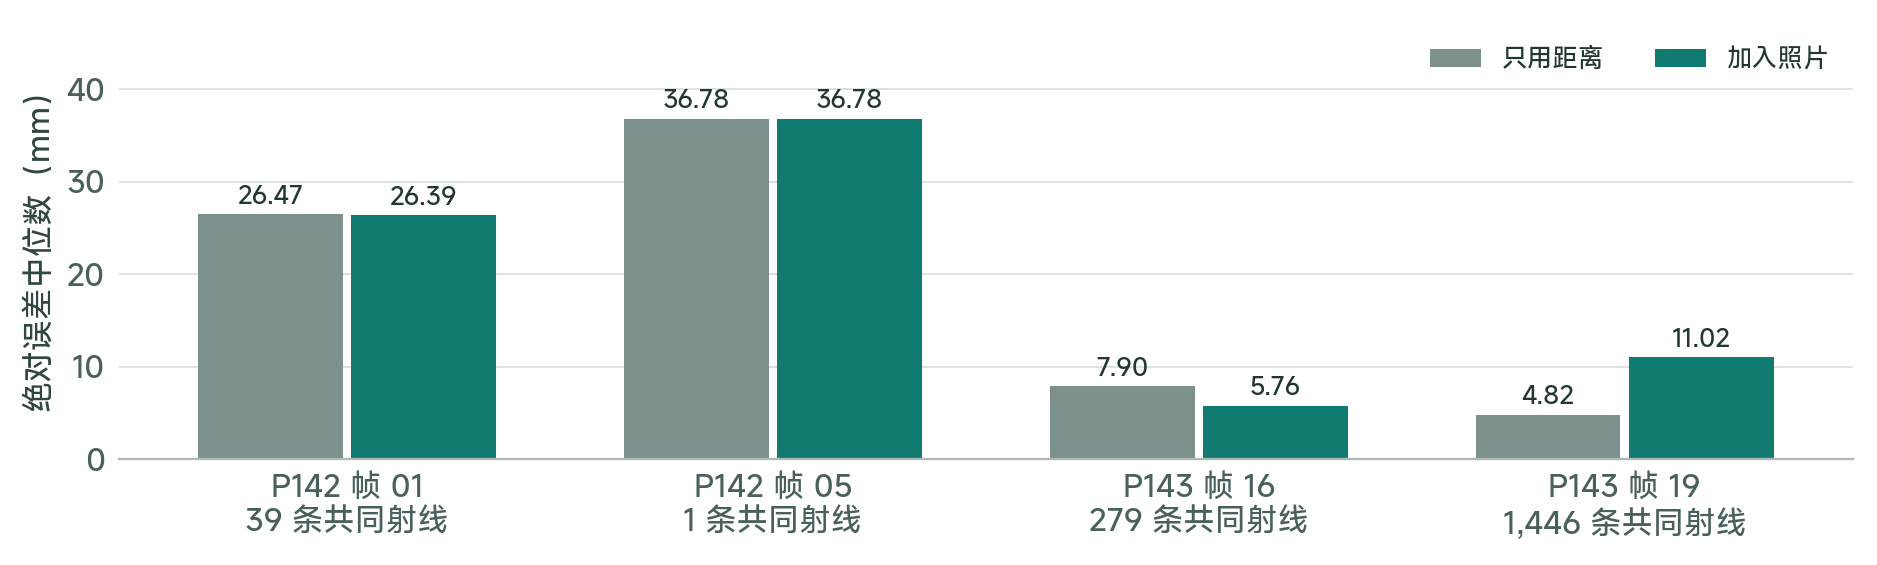 只用距离
加入照片
绝对误差中位数（mm）
40
30
20
10
0
26.47
26.39
36.78
36.78
7.90
5.76
4.82
11.02
P142 帧 01
39 条共同射线
P142 帧 05
1 条共同射线
P143 帧 16
279 条共同射线
P143 帧 19
1,446 条共同射线